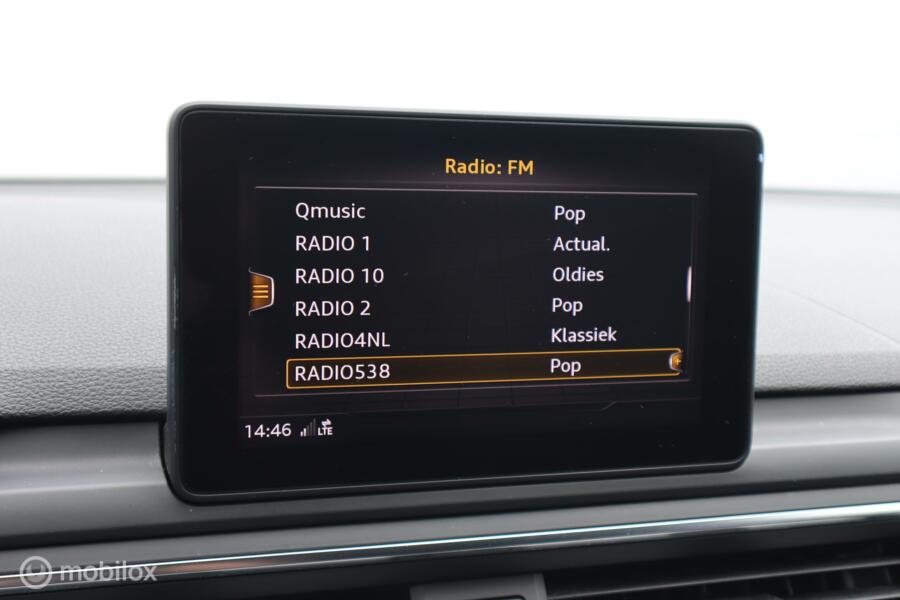 Radio: FM
Qmusic Pop
RADIO 1 Actual.
RADIO 10 Oldies
RADIO 2 Pop
RADIO4NL Klassiek
RADIO538 Pop
14:46 LTE
mobilox